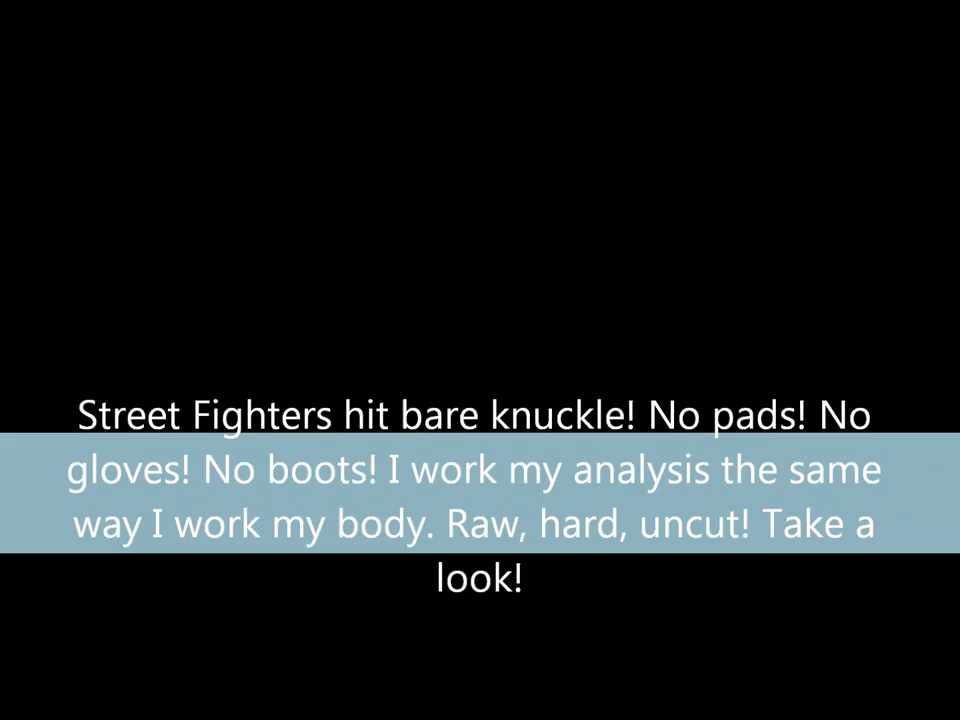 Street Fighters hit bare knuckle! No pads! No
gloves! No boots! I work my analysis the same
way I work my body. Raw, hard, uncut! Take a
look!